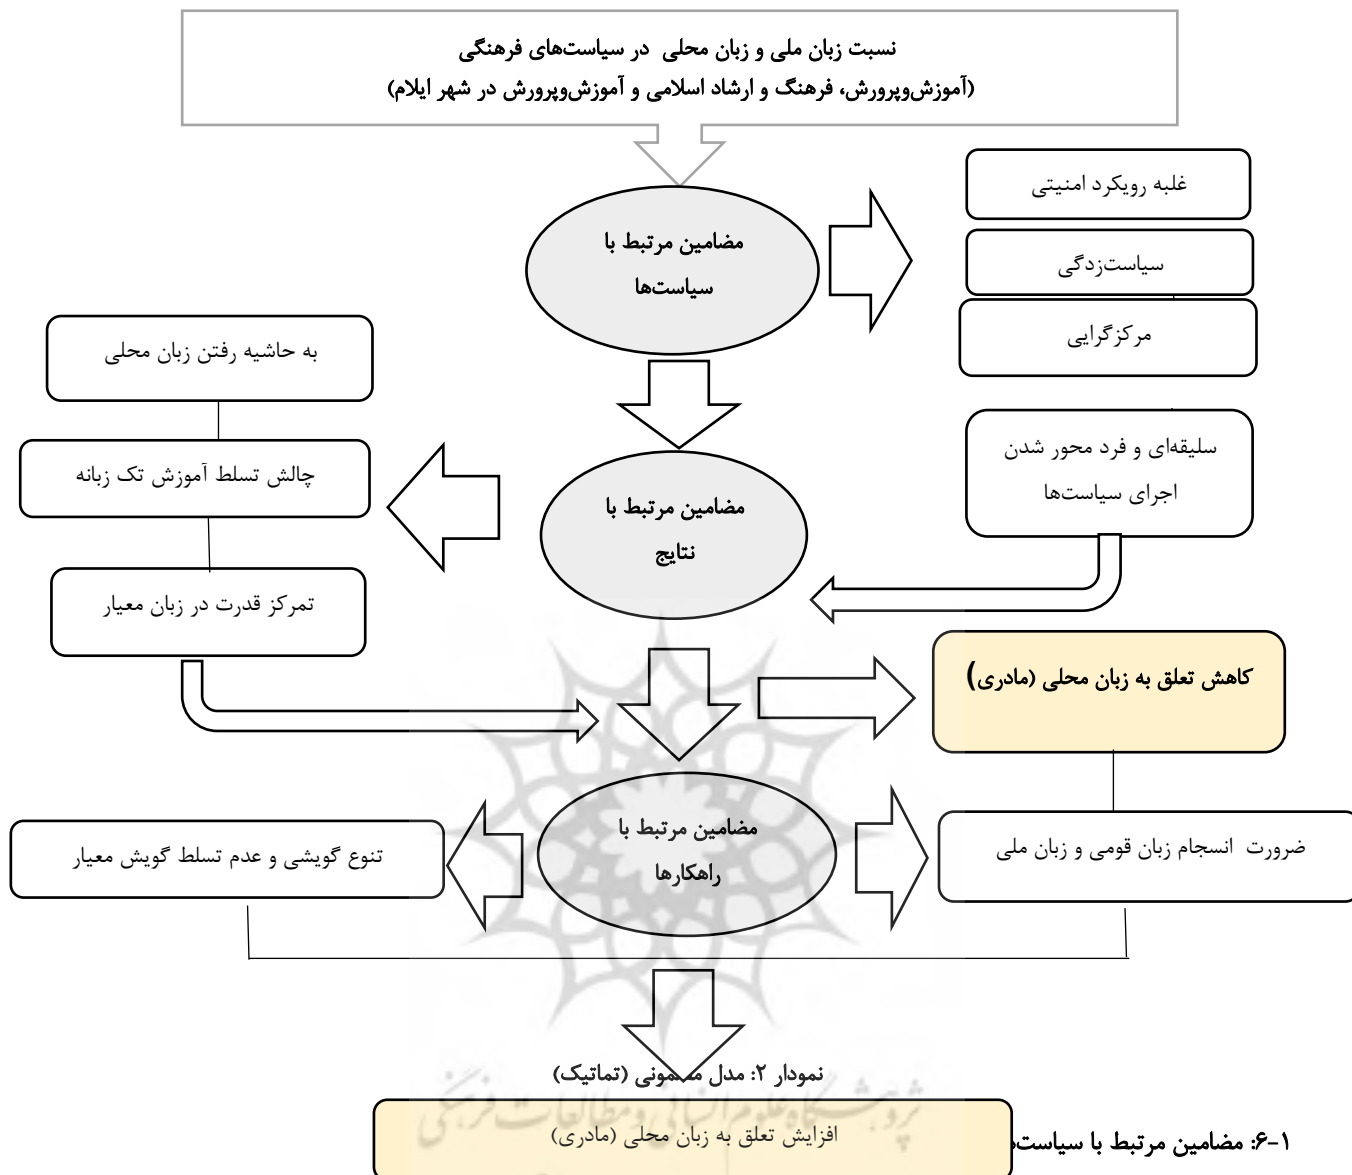 نسبت زبان ملی و زبان محلی در سیاست‌های فرهنگی
(آموزش‌وپرورش، فرهنگ و ارشاد اسلامی و آموزش‌وپرورش در شهر ایلام)
مضامین مرتبط با
سیاست‌ها
غلبه رویکرد امنیتی
سیاست‌زدگی
مرکزگرایی
سلیقه‌ای و فرد محور شدن
اجرای سیاست‌ها
مضامین مرتبط با
نتایج
به حاشیه رفتن زبان محلی
چالش تسلط آموزش تک زبانه
تمرکز قدرت در زبان معیار
کاهش تعلق به زبان محلی (مادری)
مضامین مرتبط با
راهکارها
ضرورت انسجام زبان قومی و زبان ملی
تنوع گویشی و عدم تسلط گویش معیار
نمودار ۲: مدل مضمونی (تماتیک)
پژوهشگاه علوم انسانی و مطالعات فرهنگی
افزایش تعلق به زبان محلی (مادری)
۶-۱: مضامین مرتبط با